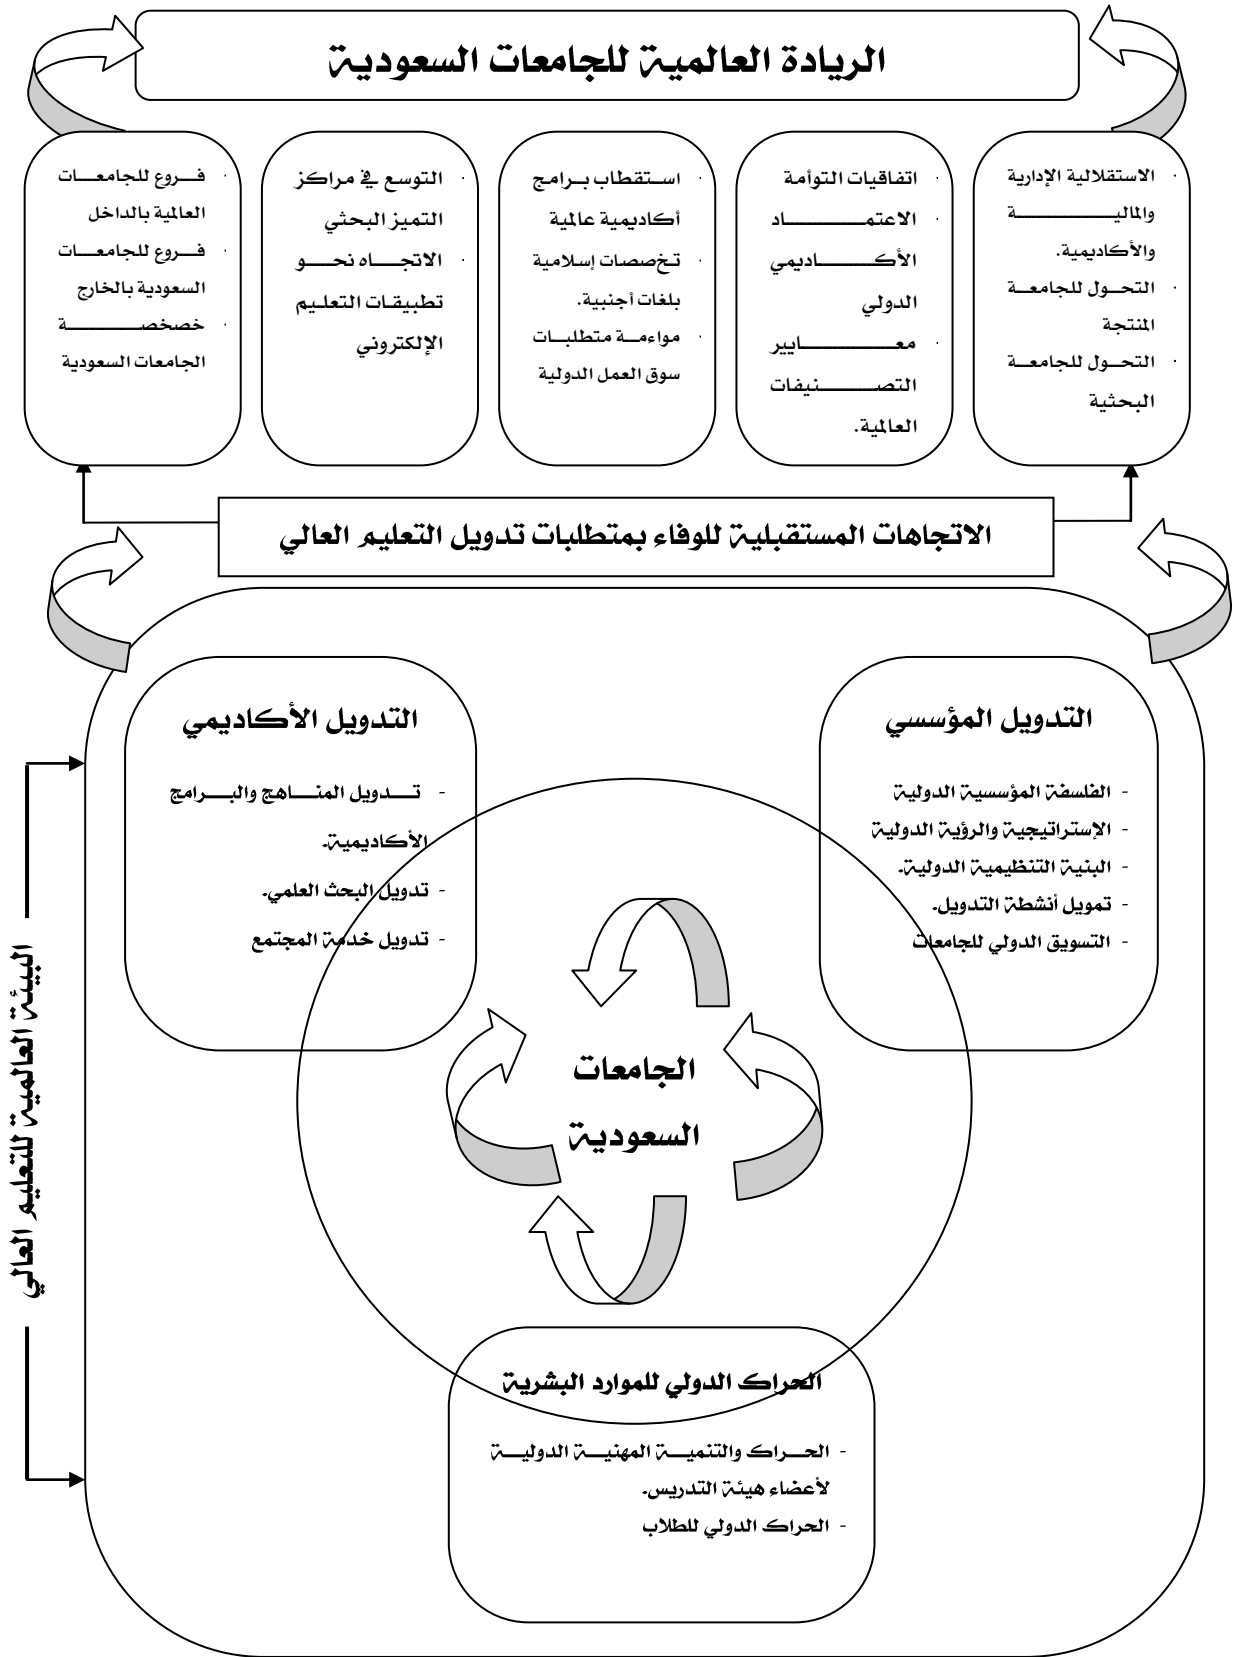 الريادة العالمية للجامعات السعودية
· الاستقلالية الإدارية
والمالية
والأكاديمية.
· التحول للجامعة
المنتجة
· التحول للجامعة
البحثية
· اتفاقيات التوأمة
· الاعتماد
الأكاديمي
الدولي
· معايير
التصنيفات
العالمية.
· استقطاب برامج
أكاديمية عالمية
· تخصصات إسلامية
بلغات أجنبية.
· مواءمة متطلبات
سوق العمل الدولية
· التوسع في مراكز
التميز البحثي
· الاتجاه نحو
تطبيقات التعليم
الإلكتروني
· فروع للجامعات
العالمية بالداخل
· فروع للجامعات
السعودية بالخارج
· خصخصة
الجامعات السعودية
الاتجاهات المستقبلية للوفاء بمتطلبات تدويل التعليم العالي
التدويل المؤسسي
- الفلسفة المؤسسية الدولية
- الإستراتيجية والرؤية الدولية
- البنية التنظيمية الدولية.
- تمويل أنشطة التدويل.
- التسويق الدولي للجامعات
التدويل الأكاديمي
- تدويل المناهج والبرامج
الأكاديمية.
- تدويل البحث العلمي.
- تدويل خدمة المجتمع
الجامعات
السعودية
الحراك الدولي للموارد البشرية
- الحراك والتنمية المهنية الدولية
لأعضاء هيئة التدريس.
- الحراك الدولي للطلاب
البيئة العالمية للتعليم العالي